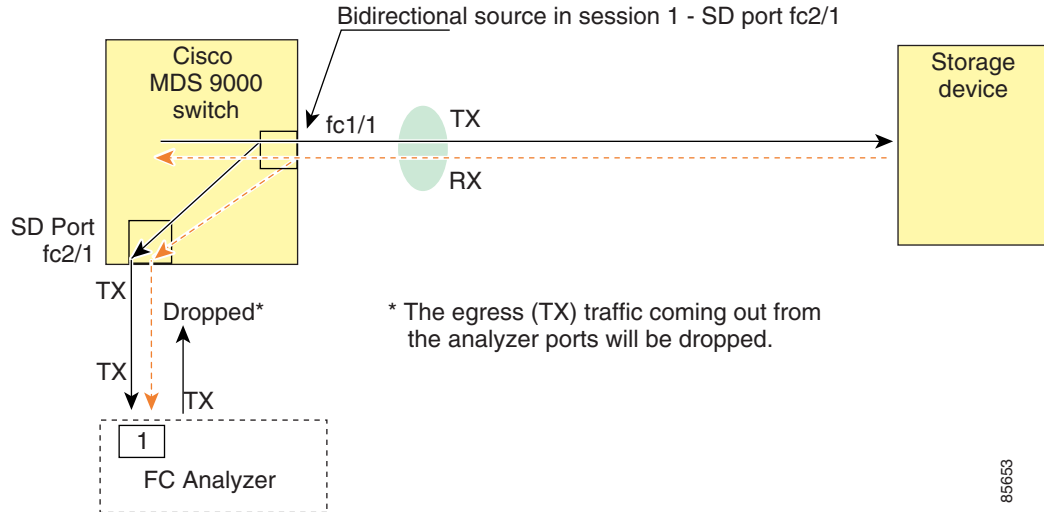 Bidirectional source in session 1 - SD port fc2/1
Cisco
MDS 9000
switch
Storage
device
fc1/1
TX
RX
SD Port
fc2/1
TX
Dropped*
* The egress (TX) traffic coming out from
the analyzer ports will be dropped.
TX
TX
1
FC Analyzer
85653